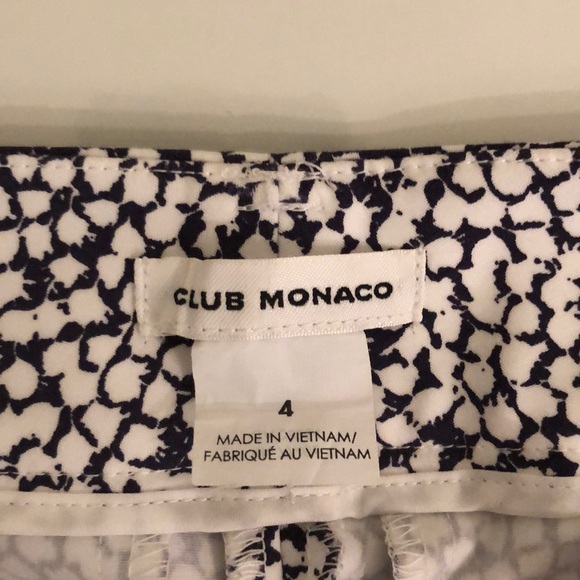 CLUB MONACO
4
MADE IN VIETNAM/
FABRIQUÉ AU VIETNAM